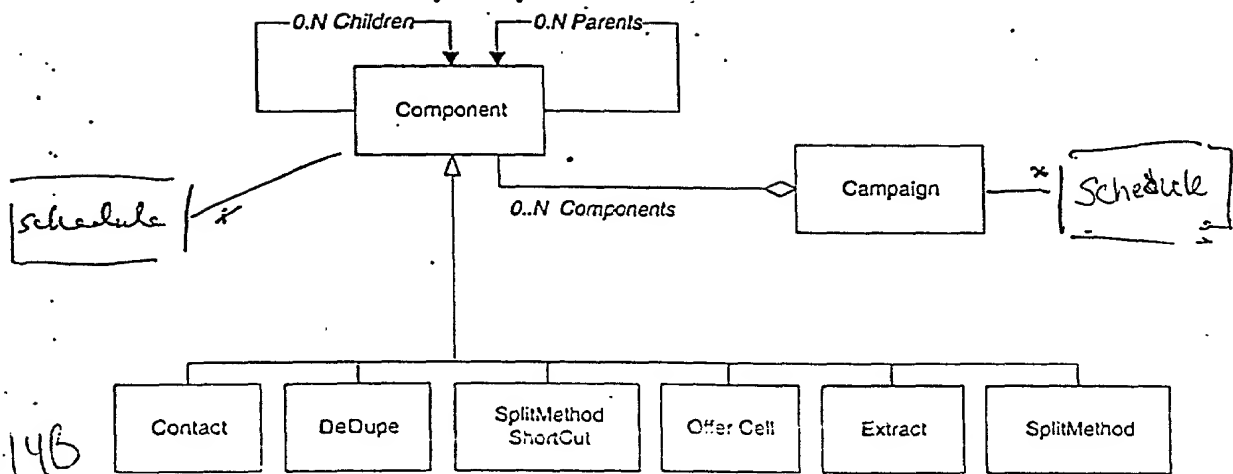 0.N Children
0.N Parents
Component
schedule
0..N Components
Campaign
*
Schedule
*
Contact
DeDupe
SplitMethod
ShortCut
Offer Cell
Extract
SplitMethod
146